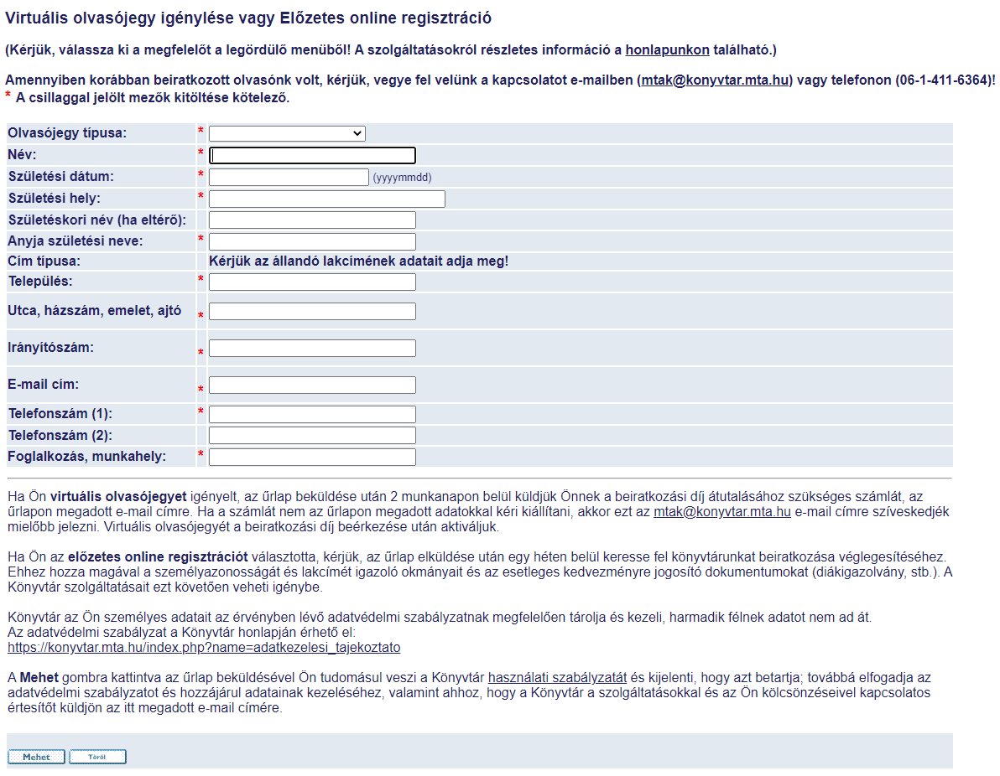 Virtuális olvasójegy igénylése vagy Előzetes online regisztráció
(Kérjük, válassza ki a megfelelőt a legördülő menüből! A szolgáltatásokról részletes információ a honlapunkon található.)
Amennyiben korábban beiratkozott olvasónk volt, kérjük, vegye fel velünk a kapcsolatot e-mailben (mtak@konyvtar.mta.hu) vagy telefonon (06-1-411-6364)!
* A csillaggal jelölt mezők kitöltése kötelező.
Olvasójegy típusa: *
Név: *
Születési dátum: * (yyyymmdd)
Születési hely: *
Születéskori név (ha eltérő):
Anyja születési neve: *
Cím típusa: Kérjük az állandó lakcímének adatait adja meg!
Település: *
Utca, házszám, emelet, ajtó *
Irányítószám: *
E-mail cím: *
Telefonszám (1): *
Telefonszám (2):
Foglalkozás, munkahely: *
Ha Ön virtuális olvasójegyet igényelt, az űrlap beküldése után 2 munkanapon belül küldjük Önnek a beiratkozási díj átutalásához szükséges számlát, az
űrlapon megadott e-mail címre. Ha a számlát nem az űrlapon megadott adatokkal kéri kiállítani, akkor ezt az mtak@konyvtar.mta.hu e-mail címre szíveskedjék
mielőbb jelezni. Virtuális olvasójegyét a beiratkozási díj beérkezése után aktiváljuk.
Ha Ön az előzetes online regisztrációt választotta, kérjük, az űrlap elküldése után egy héten belül keresse fel könyvtárunkat beiratkozása véglegesítéséhez.
Ehhez hozza magával a személyazonosságát és lakcímét igazoló okmányait és az esetleges kedvezményre jogosító dokumentumokat (diákigazolvány, stb.). A
Könyvtár szolgáltatásait ezt követően veheti igénybe.
Könyvtár az Ön személyes adatait az érvényben lévő adatvédelmi szabályzatnak megfelelően tárolja és kezeli, harmadik félnek adatot nem ad át.
Az adatvédelmi szabályzat a Könyvtár honlapján érhető el:
https://konyvtar.mta.hu/index.php?name=adatkezelesi_tajekoztato
A Mehet gombra kattintva az űrlap beküldésével Ön tudomásul veszi a Könyvtár használati szabályzatát és kijelenti, hogy azt betartja; továbbá elfogadja az
adatvédelmi szabályzatot és hozzájárul adatainak kezeléséhez, valamint ahhoz, hogy a Könyvtár a szolgáltatásokkal és az Ön kölcsönzéseivel kapcsolatos
értesítőt küldjön az itt megadott e-mail címére.
Mehet Töröl